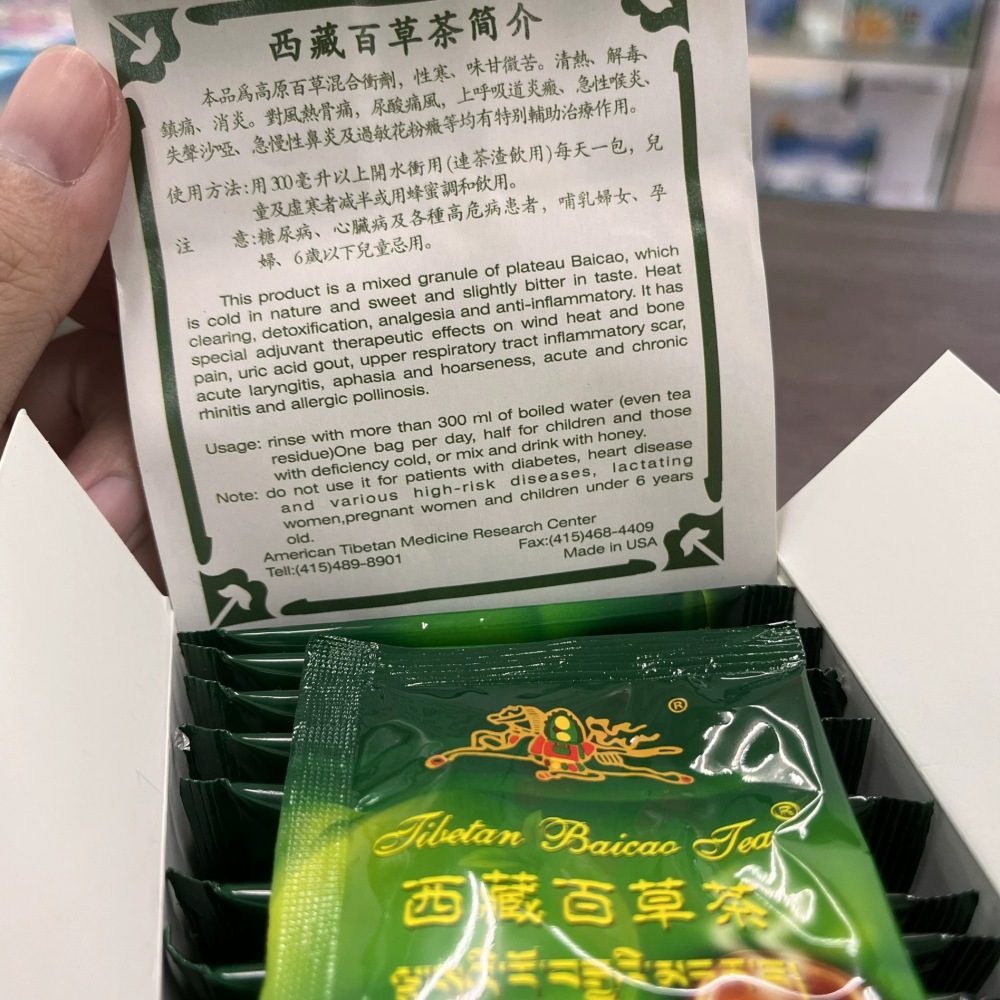 西藏百草茶简介
本品爲高原百草混合衝劑，性寒、味甘微苦。清熱、解毒、
鎮痛、消炎。對風熱骨痛，尿酸痛風，上呼吸道炎癥、急性喉炎、
失聲沙啞、急慢性鼻炎及過敏花粉癥等均有特别輔助治療作用。
使用方法:用300毫升以上開水衝用(連茶渣飲用)每天一包，兒
童及虛寒者减半或用蜂蜜調和飲用。
注 意:糖尿病、心臟病及各種高危病患者，哺乳婦女、孕
婦、6歲以下兒童忌用。
This product is a mixed granule of plateau Baicao, which
is cold in nature and sweet and slightly bitter in taste. Heat
clearing, detoxification, analgesia and anti-inflammatory. It has
special adjuvant therapeutic effects on wind heat and bone
pain, uric acid gout, upper respiratory tract inflammatory scar,
acute laryngitis, aphasia and hoarseness, acute and chronic
rhinitis and allergic pollinosis.
Usage: rinse with more than 300 ml of boiled water (even tea
residue)One bag per day, half for children and those
with deficiency cold, or mix and drink with honey.
Note: do not use it for patients with diabetes, heart disease
and various high-risk diseases, lactating
women,pregnant women and children under 6 years
old.
American Tibetan Medicine Research Center
Tell:(415)489-8901 Fax:(415)468-4409
Made in USA
®
Tibetan Baicao Tea®
西藏百草茶